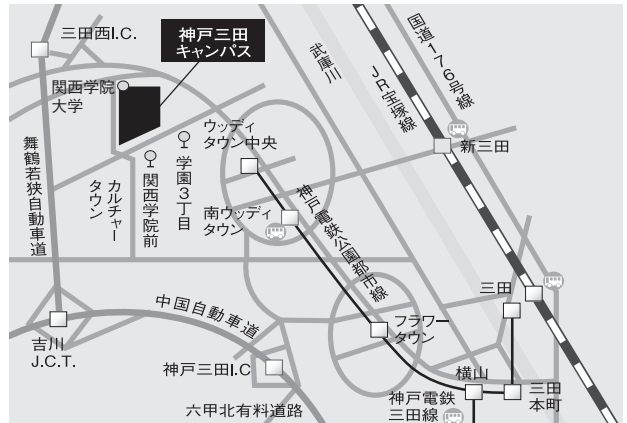 三田西I.C.
神戸三田
キャンパス
関西学院
大学
武庫川
JR宝塚線
国道176号線
新三田
ウッディ
タウン中央
学園3丁目
関西学院前
カルチャー
タウン
舞鶴若狭自動車道
南ウッディ
タウン
神戸電鉄公園都市線
三田
中国自動車道
フラワー
タウン
吉川
J.C.T.
神戸三田I.C
横山
三田
本町
神戸電鉄
三田線
六甲北有料道路